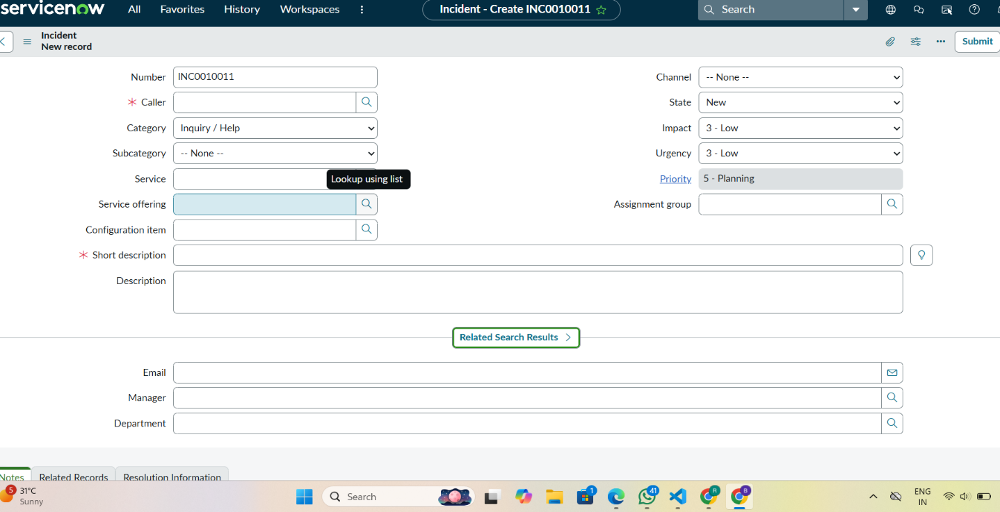 servicenow All Favorites History Workspaces Incident - Create INC0010011 Search
Incident
New record
Submit
Number INC0010011
Channel -- None --
Caller
State New
Category Inquiry / Help
Impact 3 - Low
Subcategory -- None --
Urgency 3 - Low
Service
Lookup using list
Priority 5 - Planning
Service offering
Assignment group
Configuration item
Short description
Description
Related Search Results
Email
Manager
Department
Notes Related Records Resolution Information
5 31°C
Sunny
Search
1
41
R
B
ENG
IN